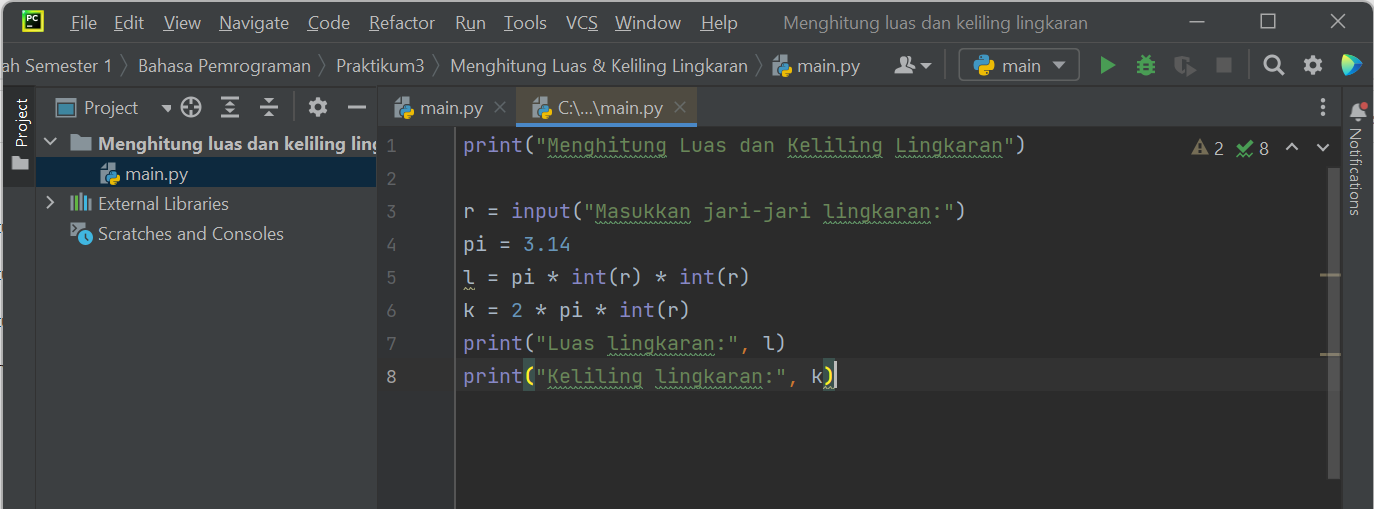 PC File Edit View Navigate Code Refactor Run Tools VCS Window Help Menghitung luas dan keliling lingkaran
ah Semester 1 Bahasa Pemrograman Praktikum3 Menghitung Luas & Keliling Lingkaran main.py main
Project
Project
main.py
C:\...\main.py
Menghitung luas dan keliling ling
main.py
External Libraries
Scratches and Consoles
1 print("Menghitung Luas dan Keliling Lingkaran")
2
3 r = input("Masukkan jari-jari lingkaran:")
4 pi = 3.14
5 l = pi * int(r) * int(r)
6 k = 2 * pi * int(r)
7 print("Luas lingkaran:", l)
8 print("Keliling lingkaran:", k)
2 8
Notifications